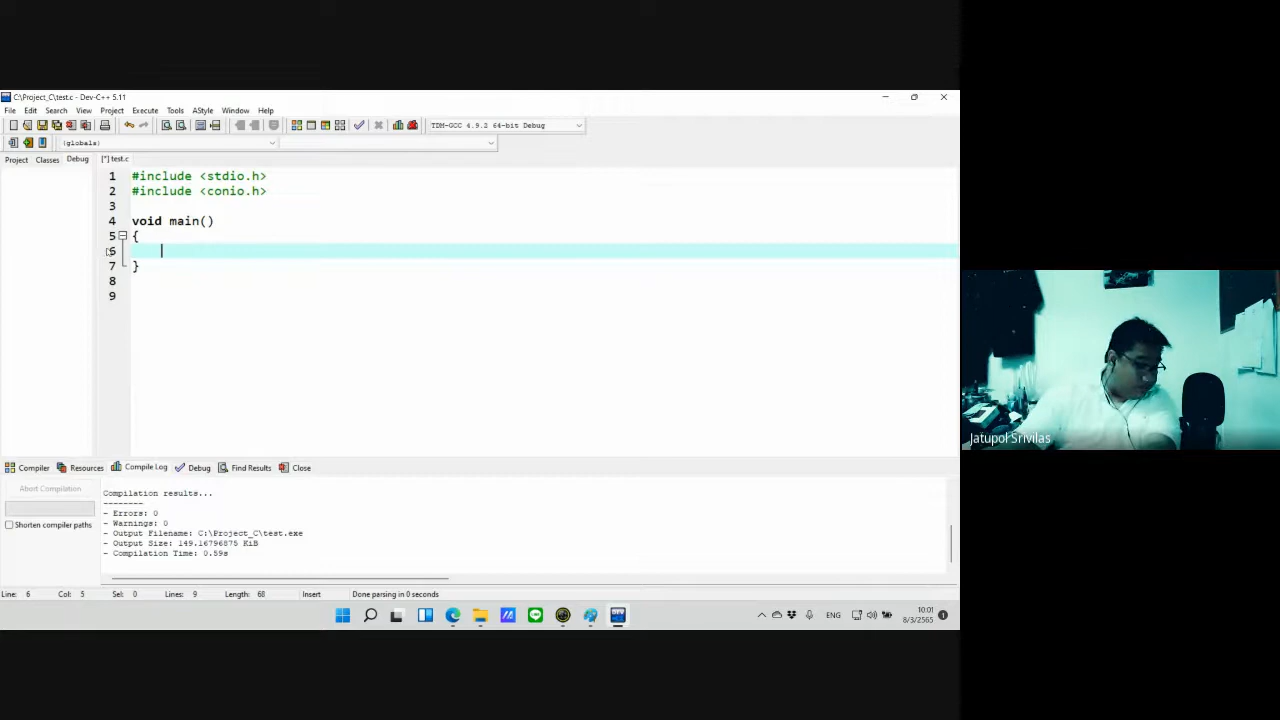 C:\Project_C\test.c - Dev-C++ 5.11
File Edit Search View Project Execute Tools AStyle Window Help
TDM-GCC 4.9.2 64-bit Debug
(globals)
Project Classes Debug [*] test.c
1 #include <stdio.h>
2 #include <conio.h>
3
4 void main()
5 {
6
7 }
8
9
Jatupol Srivilas
Compiler Resources Compile Log Debug Find Results Close
Abort Compilation
Shorten compiler paths
Compilation results...
--------
- Errors: 0
- Warnings: 0
- Output Filename: C:\Project_C\test.exe
- Output Size: 149.16796875 KiB
- Compilation Time: 0.59s
Line: 6 Col: 5 Sel: 0 Lines: 9 Length: 68 Insert Done parsing in 0 seconds
ENG
10:01
8/3/2565
1